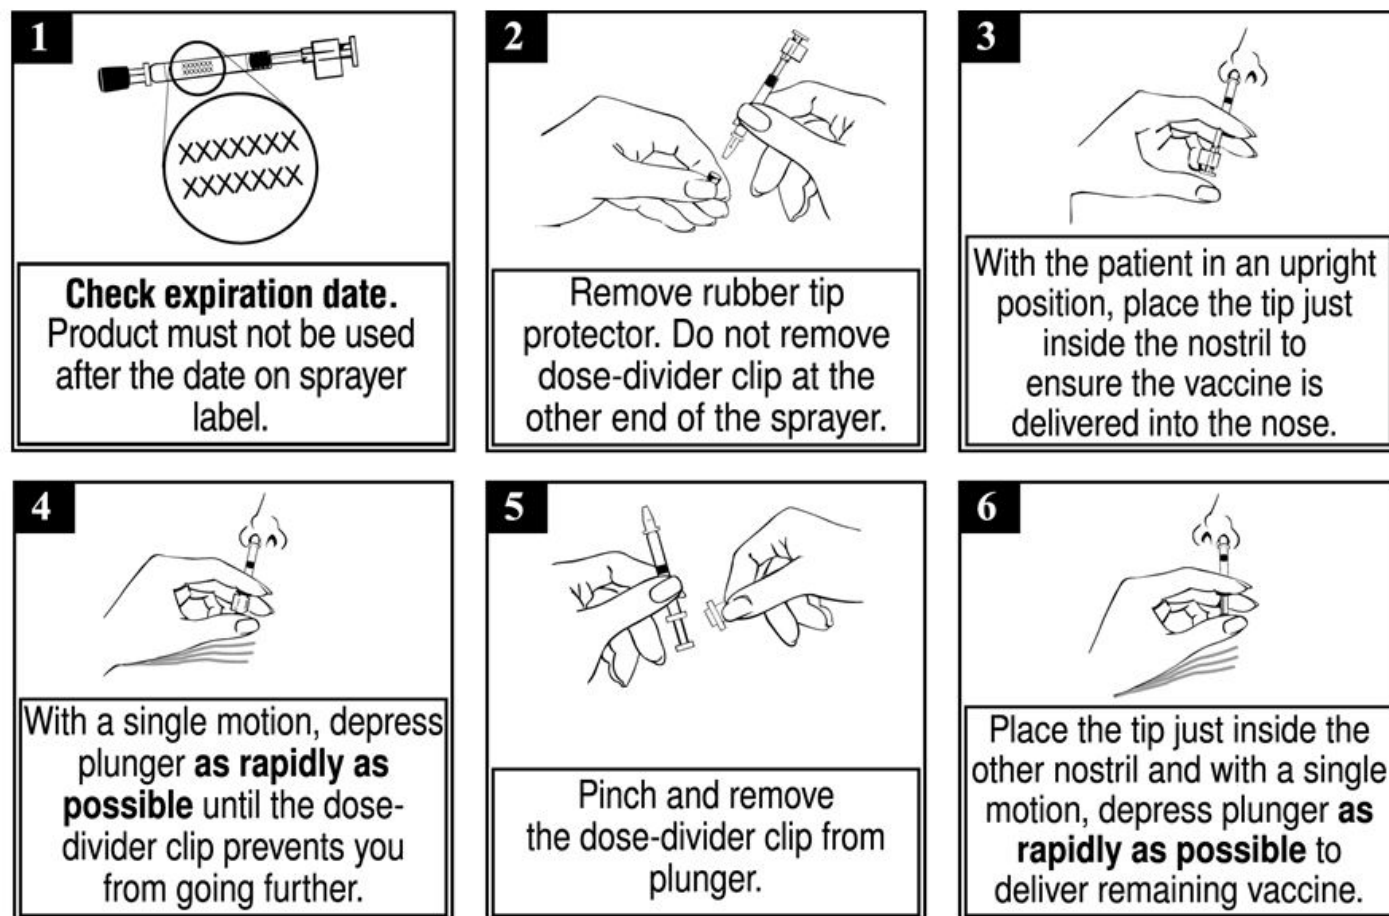 1
XXXXXXX
XXXXXXX
Check expiration date.
Product must not be used
after the date on sprayer
label.
2
Remove rubber tip
protector. Do not remove
dose-divider clip at the
other end of the sprayer.
3
With the patient in an upright
position, place the tip just
inside the nostril to
ensure the vaccine is
delivered into the nose.
4
With a single motion, depress
plunger as rapidly as
possible until the dose-
divider clip prevents you
from going further.
5
Pinch and remove
the dose-divider clip from
plunger.
6
Place the tip just inside the
other nostril and with a single
motion, depress plunger as
rapidly as possible to
deliver remaining vaccine.